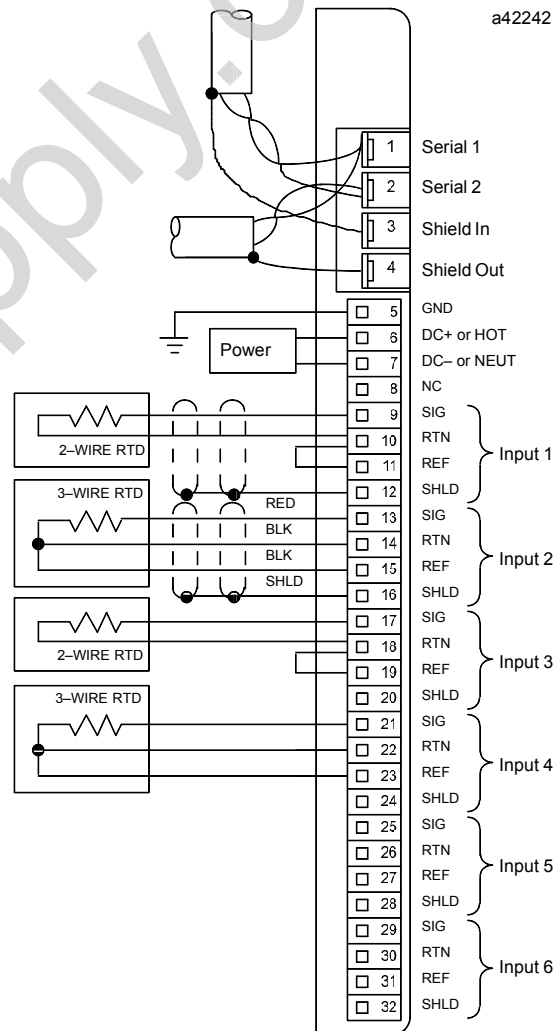 a42242
pply.c
1 Serial 1
2 Serial 2
3 Shield In
4 Shield Out
5 GND
Power
6 DC+ or HOT
7 DC– or NEUT
8 NC
2–WIRE RTD
9 SIG
10 RTN
11 REF
12 SHLD
Input 1
3–WIRE RTD
RED
BLK
BLK
SHLD
13 SIG
14 RTN
15 REF
16 SHLD
Input 2
2–WIRE RTD
17 SIG
18 RTN
19 REF
20 SHLD
Input 3
3–WIRE RTD
21 SIG
22 RTN
23 REF
24 SHLD
Input 4
25 SIG
26 RTN
27 REF
28 SHLD
Input 5
29 SIG
30 RTN
31 REF
32 SHLD
Input 6